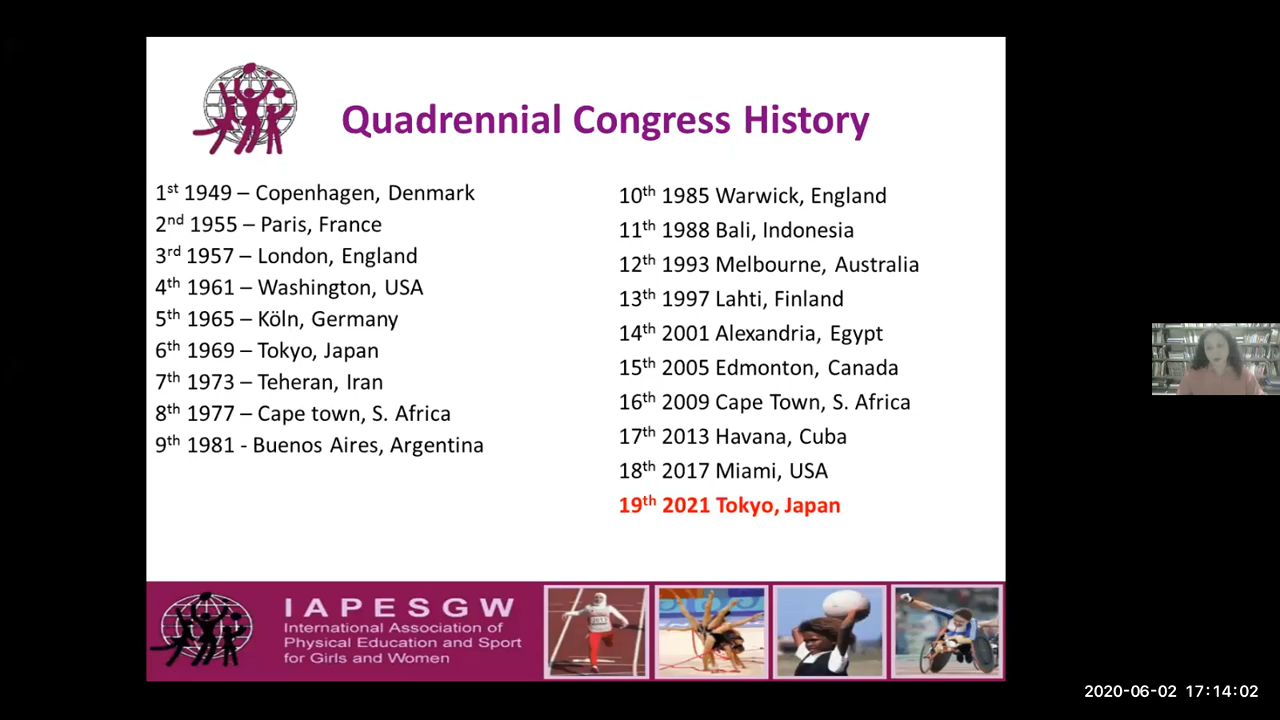 Quadrennial Congress History
1st 1949 – Copenhagen, Denmark
2nd 1955 – Paris, France
3rd 1957 – London, England
4th 1961 – Washington, USA
5th 1965 – Köln, Germany
6th 1969 – Tokyo, Japan
7th 1973 – Teheran, Iran
8th 1977 – Cape town, S. Africa
9th 1981 - Buenos Aires, Argentina
10th 1985 Warwick, England
11th 1988 Bali, Indonesia
12th 1993 Melbourne, Australia
13th 1997 Lahti, Finland
14th 2001 Alexandria, Egypt
15th 2005 Edmonton, Canada
16th 2009 Cape Town, S. Africa
17th 2013 Havana, Cuba
18th 2017 Miami, USA
19th 2021 Tokyo, Japan
IAPESGW
International Association of
Physical Education and Sport
for Girls and Women
2020-06-02 17:14:02